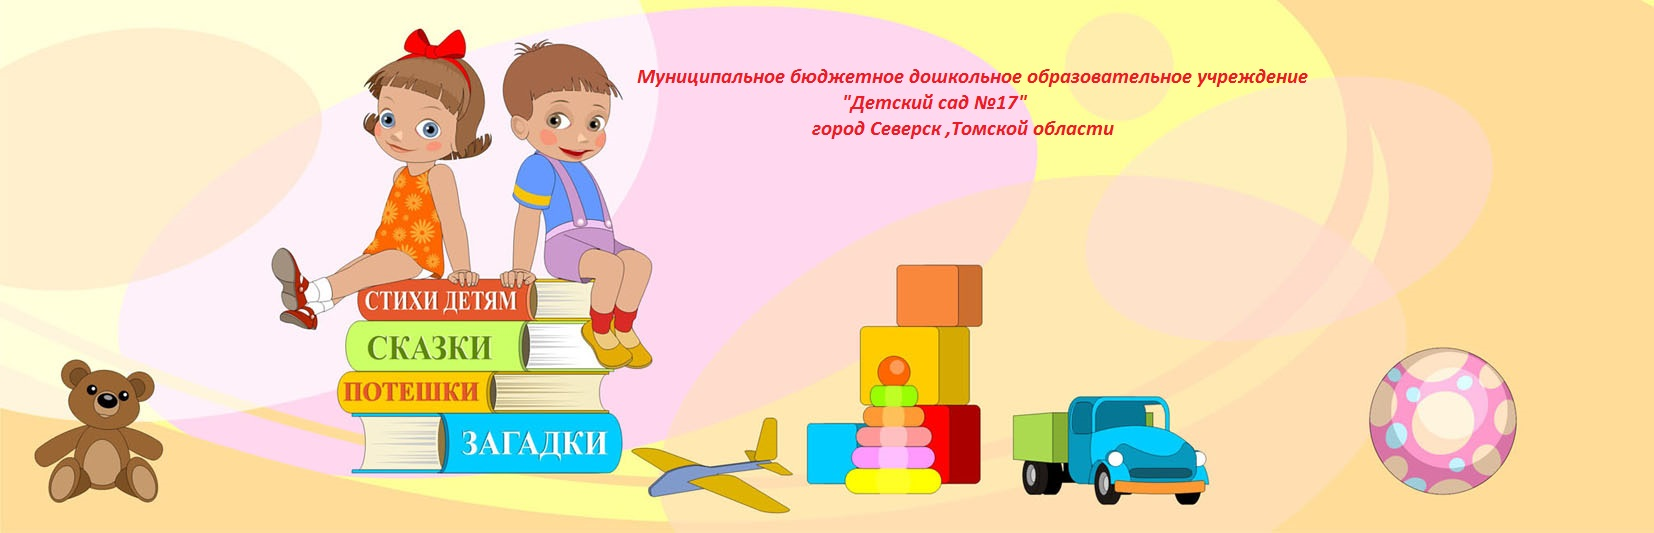 Муниципальное бюджетное дошкольное образовательное учреждение
"Детский сад №17"
город Северск ,Томской области
СТИХИ ДЕТЯМ
СКАЗКИ
ПОТЕШКИ
ЗАГАДКИ